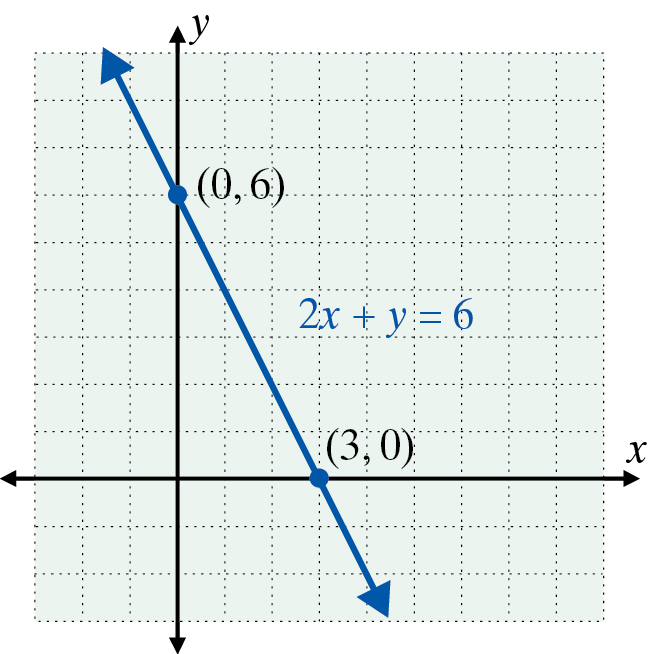 y
(0, 6)
2x + y = 6
(3, 0)
x